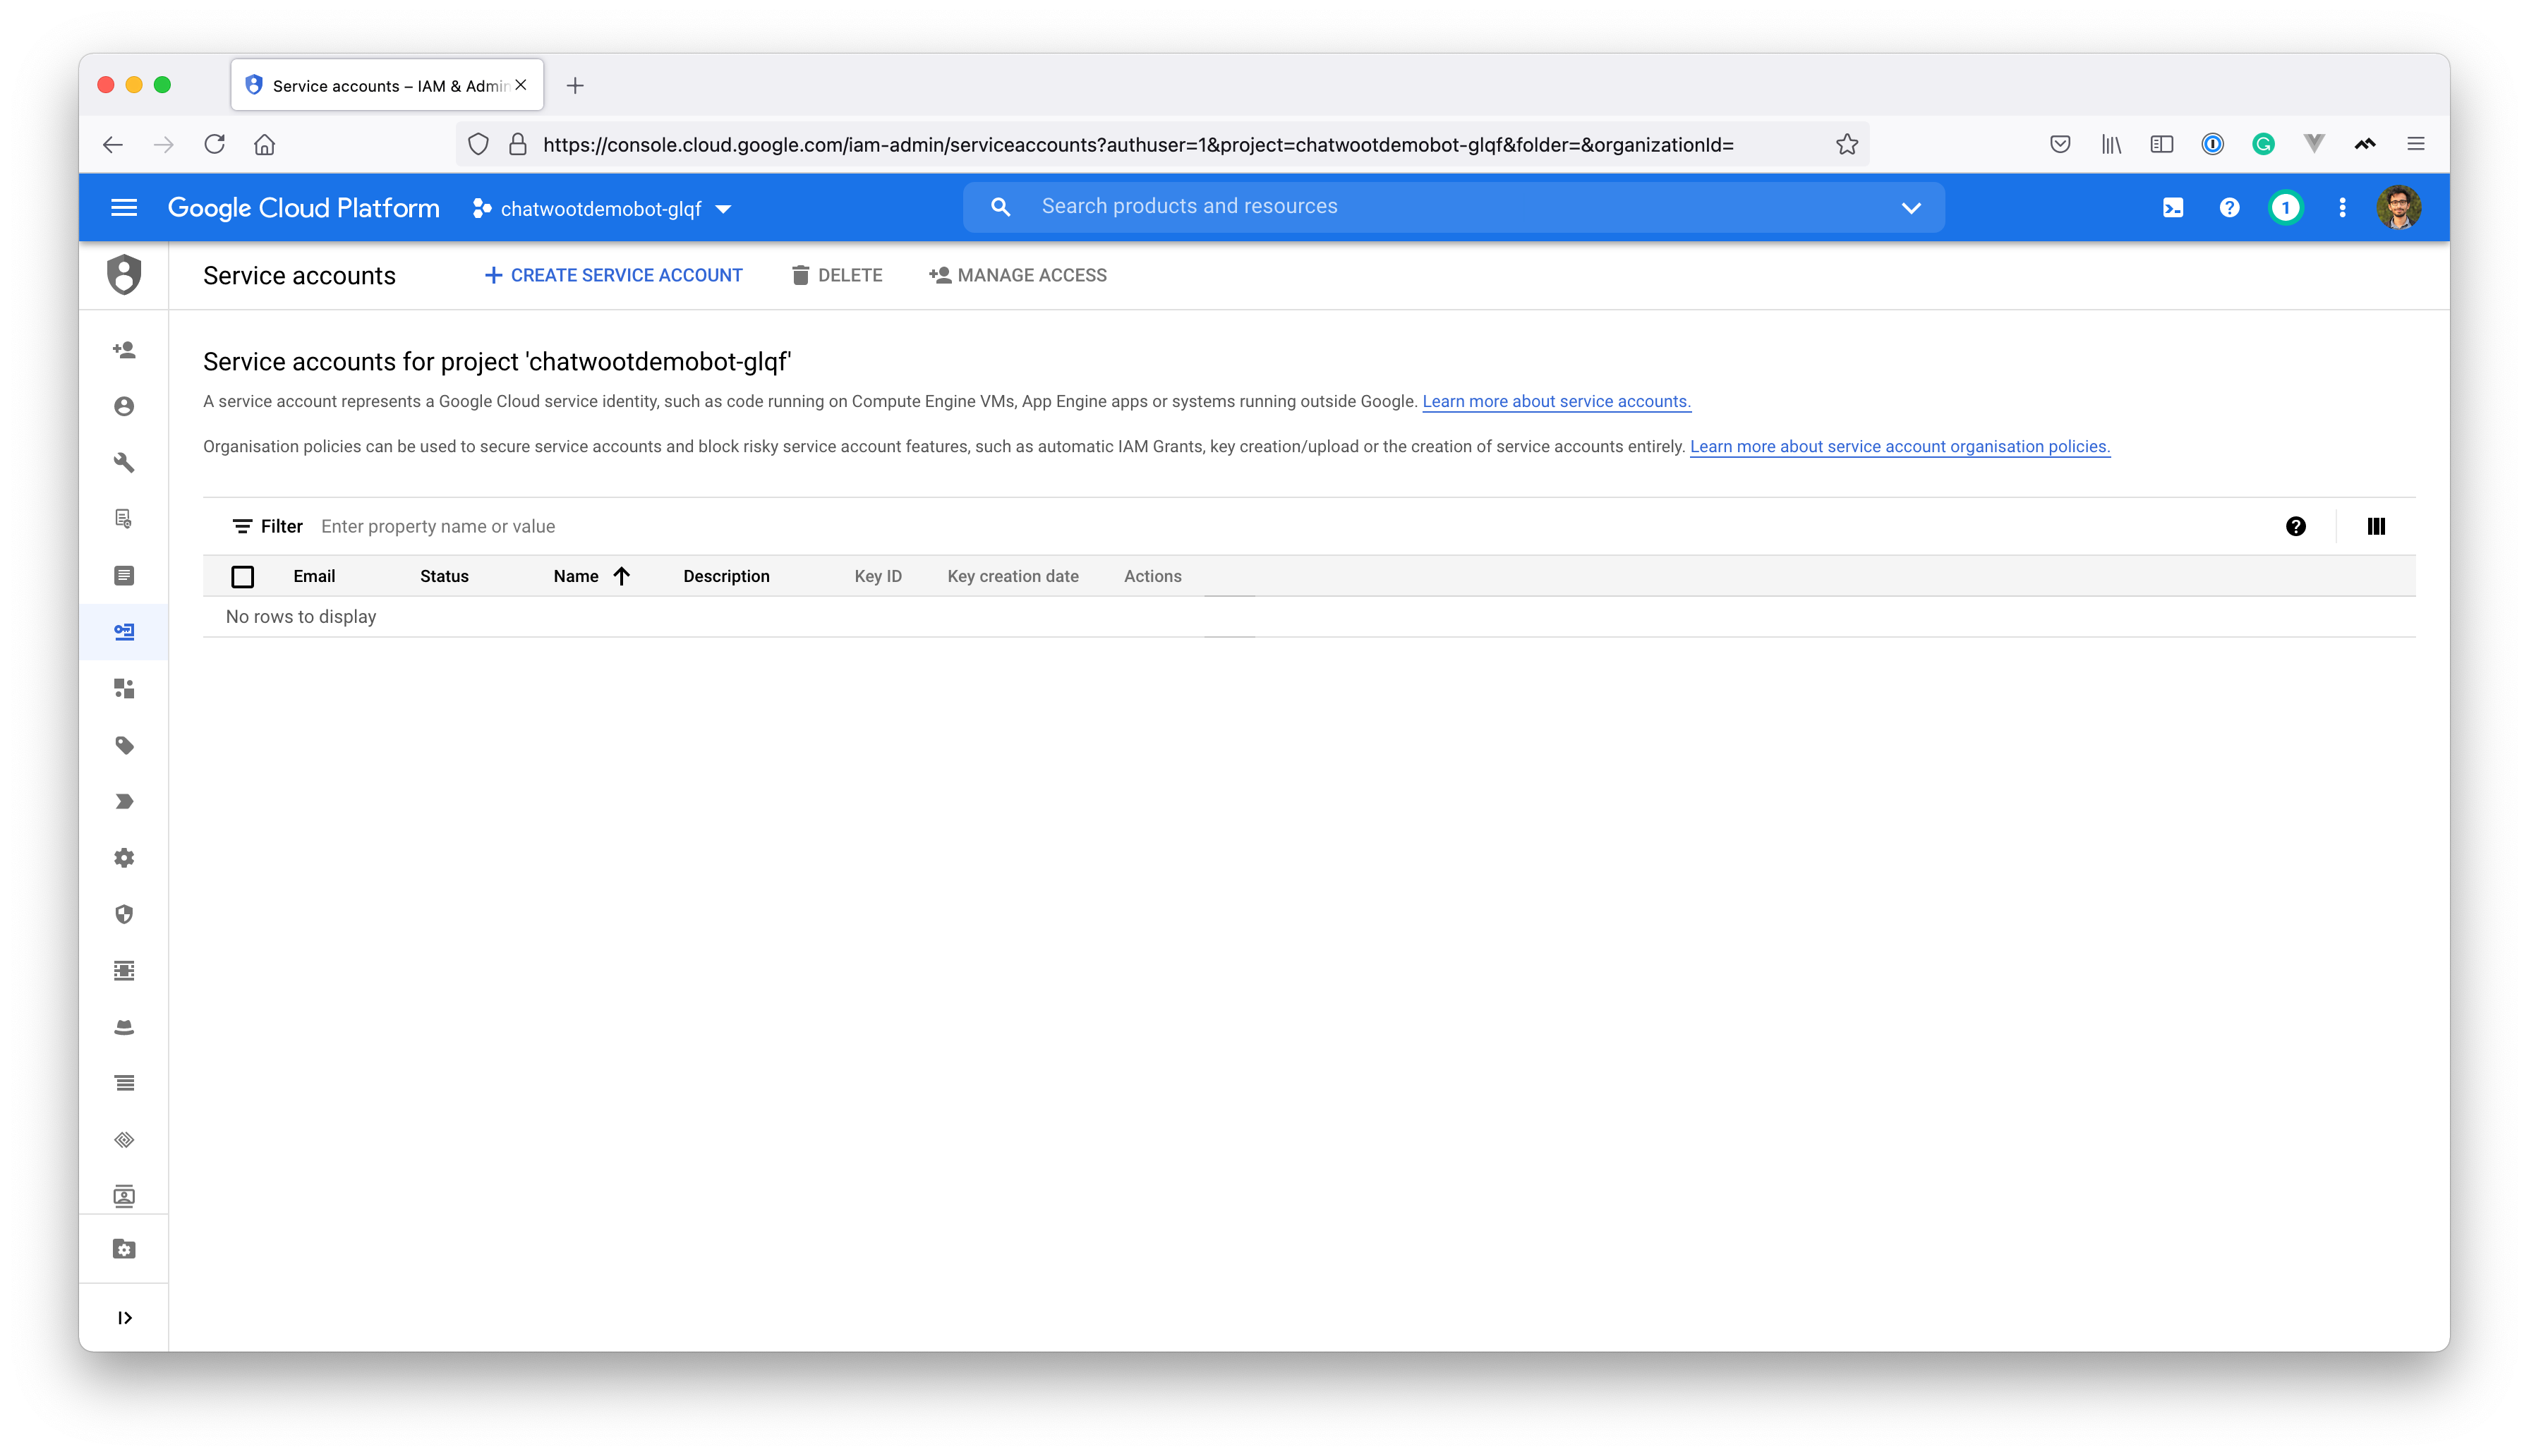 Service accounts – IAM & Admin
https://console.cloud.google.com/iam-admin/serviceaccounts?authuser=1&project=chatwootdemobot-glqf&folder=&organizationId=
Google Cloud Platform
chatwootdemobot-glqf
Search products and resources
1
Service accounts
CREATE SERVICE ACCOUNT
DELETE
MANAGE ACCESS
Service accounts for project 'chatwootdemobot-glqf'
A service account represents a Google Cloud service identity, such as code running on Compute Engine VMs, App Engine apps or systems running outside Google. Learn more about service accounts.
Organisation policies can be used to secure service accounts and block risky service account features, such as automatic IAM Grants, key creation/upload or the creation of service accounts entirely. Learn more about service account organisation policies.
Filter Enter property name or value
Email Status Name Description Key ID Key creation date Actions
No rows to display